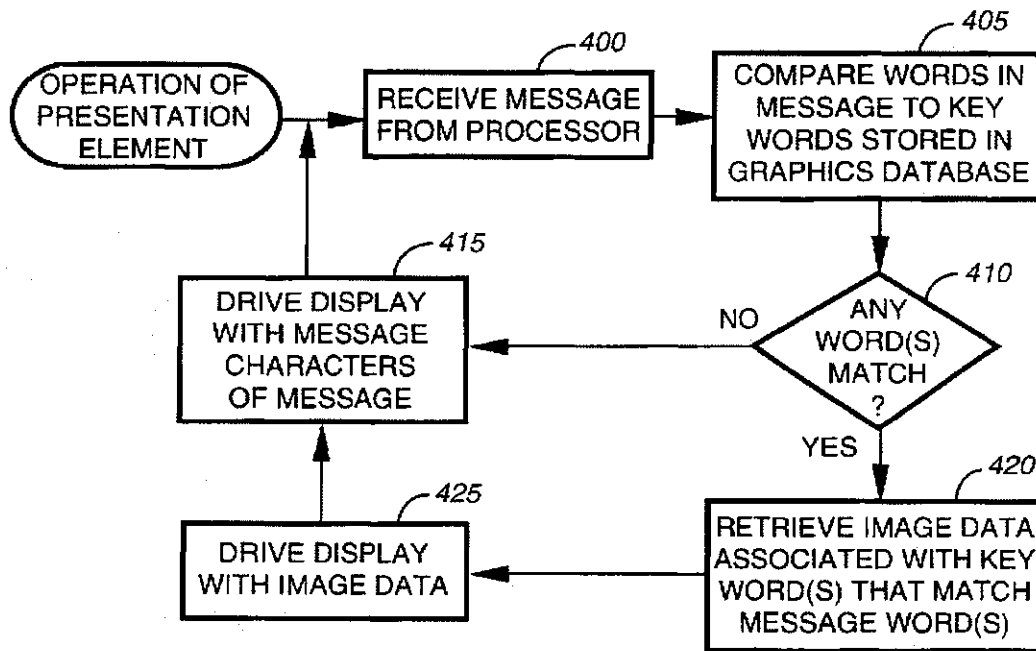 OPERATION OF
PRESENTATION
ELEMENT
400
RECEIVE MESSAGE
FROM PROCESSOR
405
COMPARE WORDS IN
MESSAGE TO KEY
WORDS STORED IN
GRAPHICS DATABASE
410
ANY
WORD(S)
MATCH
?
NO
YES
415
DRIVE DISPLAY
WITH MESSAGE
CHARACTERS
OF MESSAGE
420
RETRIEVE IMAGE DATA
ASSOCIATED WITH KEY
WORD(S) THAT MATCH
MESSAGE WORD(S)
425
DRIVE DISPLAY
WITH IMAGE DATA